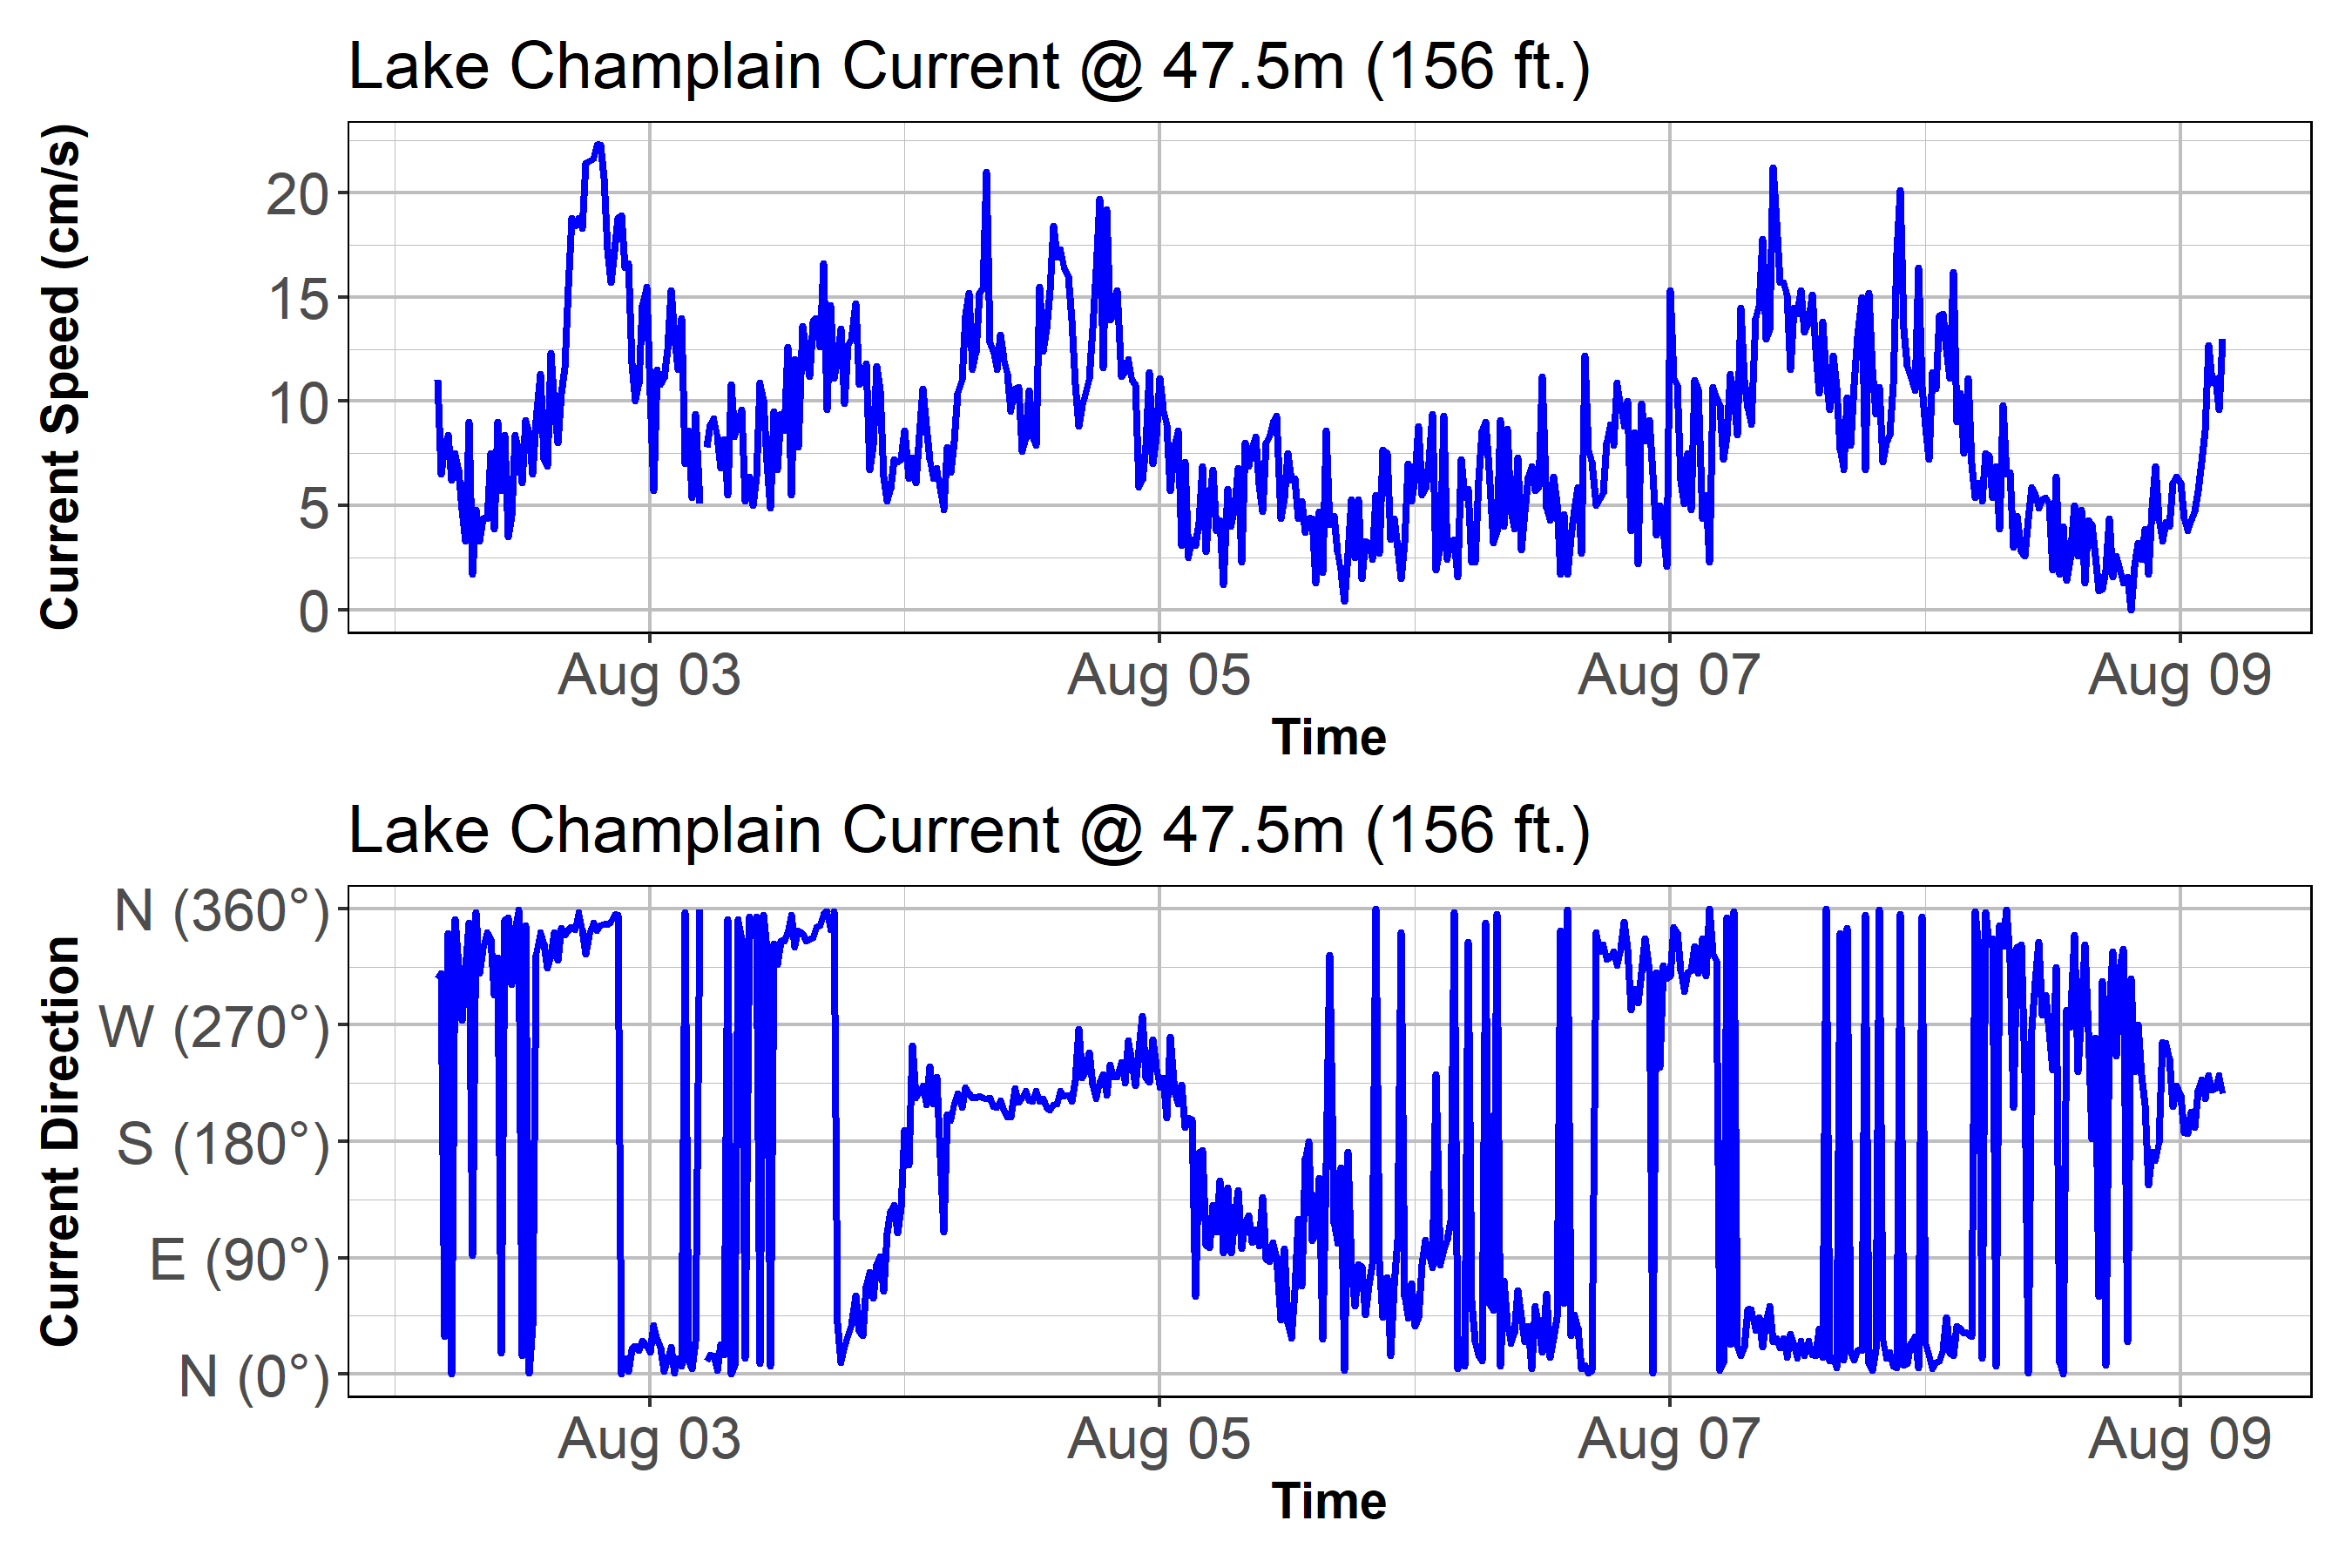 Lake Champlain Current @ 47.5m (156 ft.)
Current Speed (cm/s)
20
15
10
5
0
Aug 03 Aug 05 Aug 07 Aug 09
Time
Lake Champlain Current @ 47.5m (156 ft.)
Current Direction
N (360°)
W (270°)
S (180°)
E (90°)
N (0°)
Aug 03 Aug 05 Aug 07 Aug 09
Time